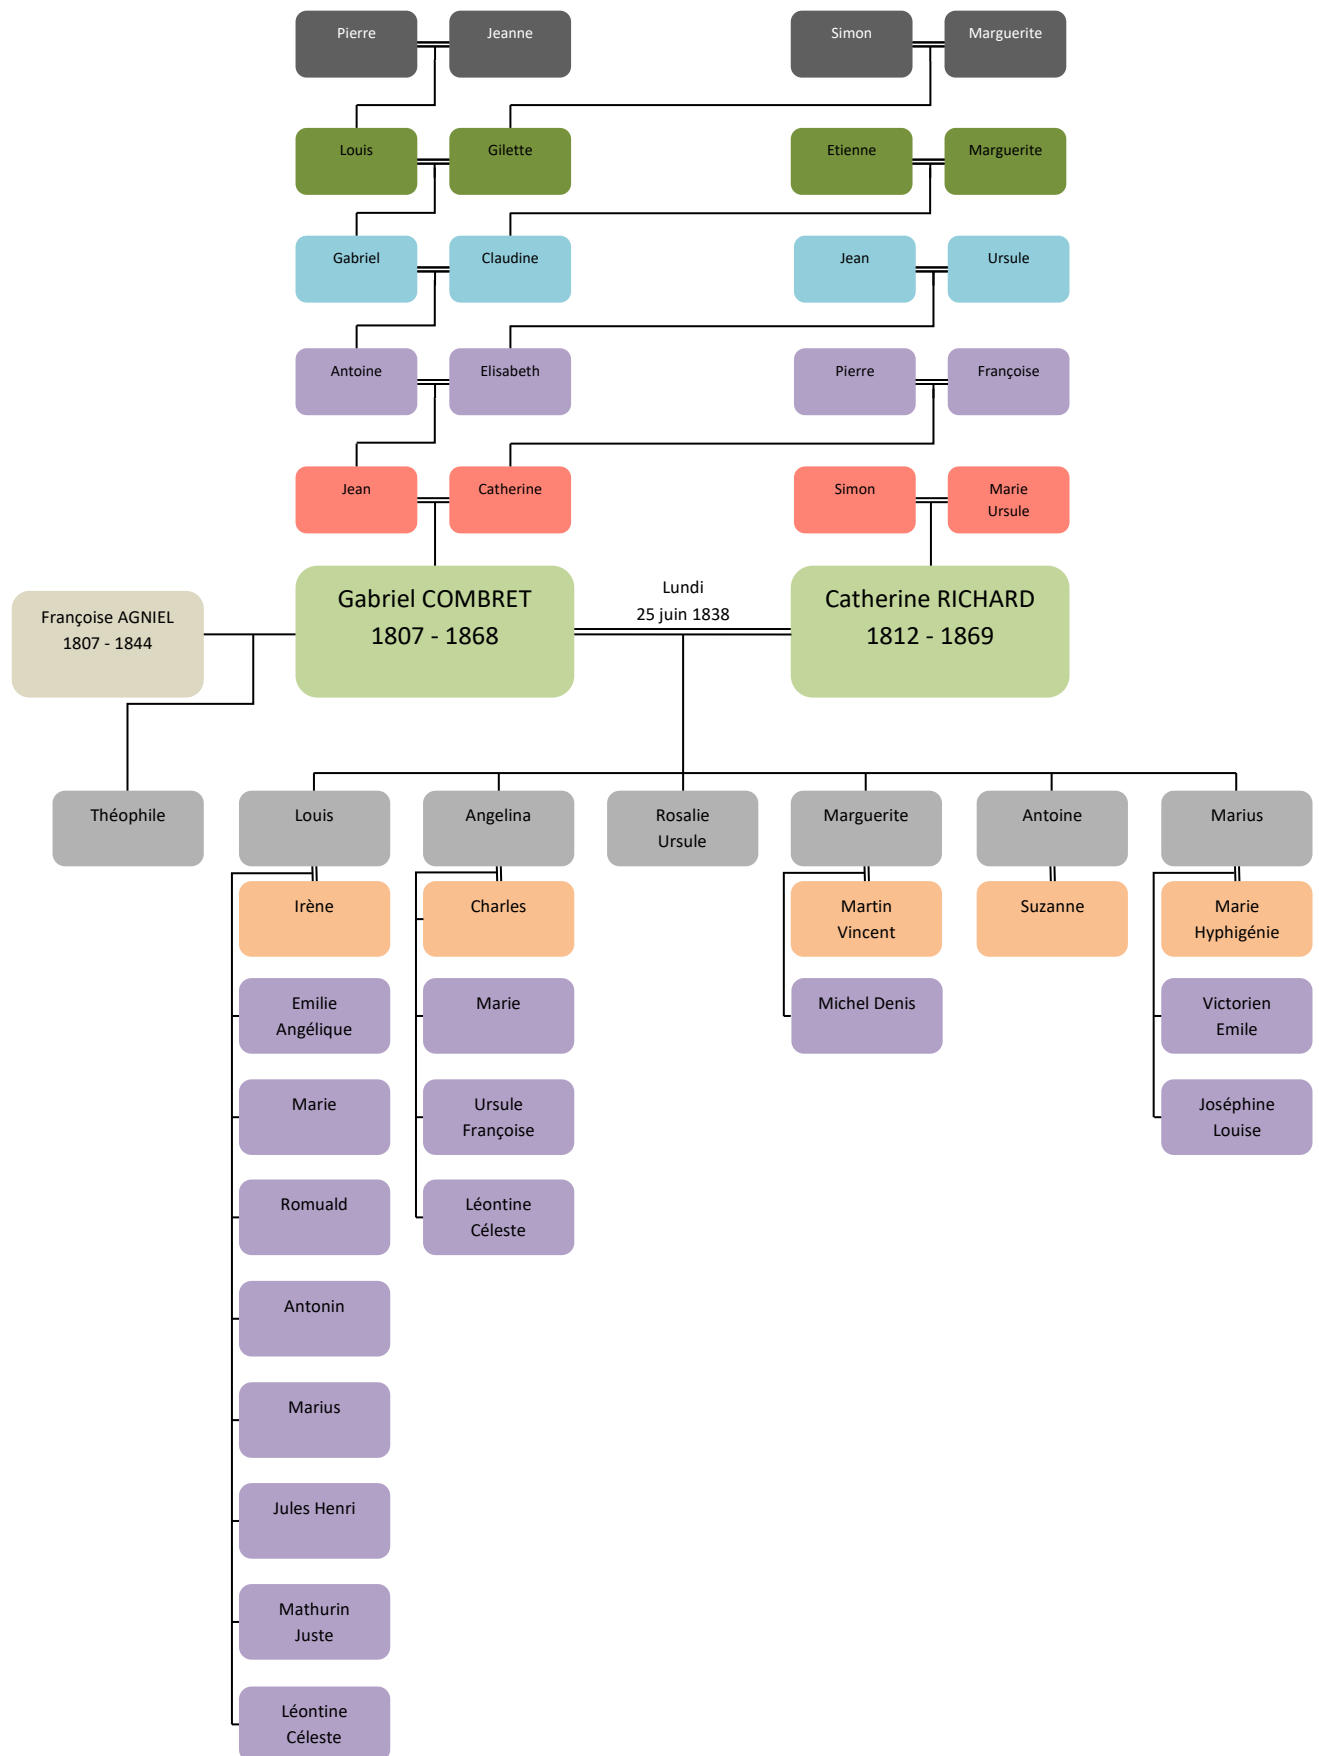 Pierre
Jeanne
Simon
Marguerite
Louis
Gilette
Etienne
Marguerite
Gabriel
Claudine
Jean
Ursule
Antoine
Elisabeth
Pierre
Françoise
Jean
Catherine
Simon
Marie
Ursule
Françoise AGNIEL
1807 - 1844
Gabriel COMBRET
1807 - 1868
Lundi
25 juin 1838
Catherine RICHARD
1812 - 1869
Théophile
Louis
Angelina
Rosalie
Ursule
Marguerite
Antoine
Marius
Irène
Charles
Martin
Vincent
Suzanne
Marie
Hyphigénie
Emilie
Angélique
Marie
Michel Denis
Victorien
Emile
Marie
Ursule
Françoise
Joséphine
Louise
Romuald
Léontine
Céleste
Antonin
Marius
Jules Henri
Mathurin
Juste
Léontine
Céleste